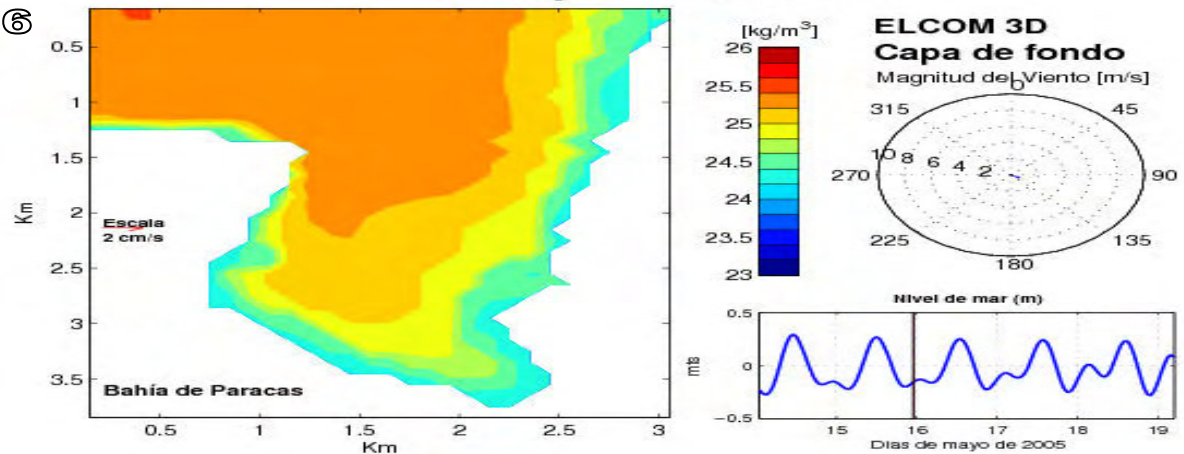 6
0.5
1
1.5
2
2.5
3
3.5
Km
Escala
2 cm/s
Bahía de Paracas
0.5 1 1.5 2 2.5 3
Km
[kg/m³]
26
25.5
25
24.5
24
23.5
23
ELCOM 3D
Capa de fondo
Magnitud del Viento [m/s]
0
315 45
10 8 6 4 2
270 90
225 135
180
Nivel de mar (m)
0.5
0
−0.5
mts
15 16 17 18 19
Días de mayo de 2005